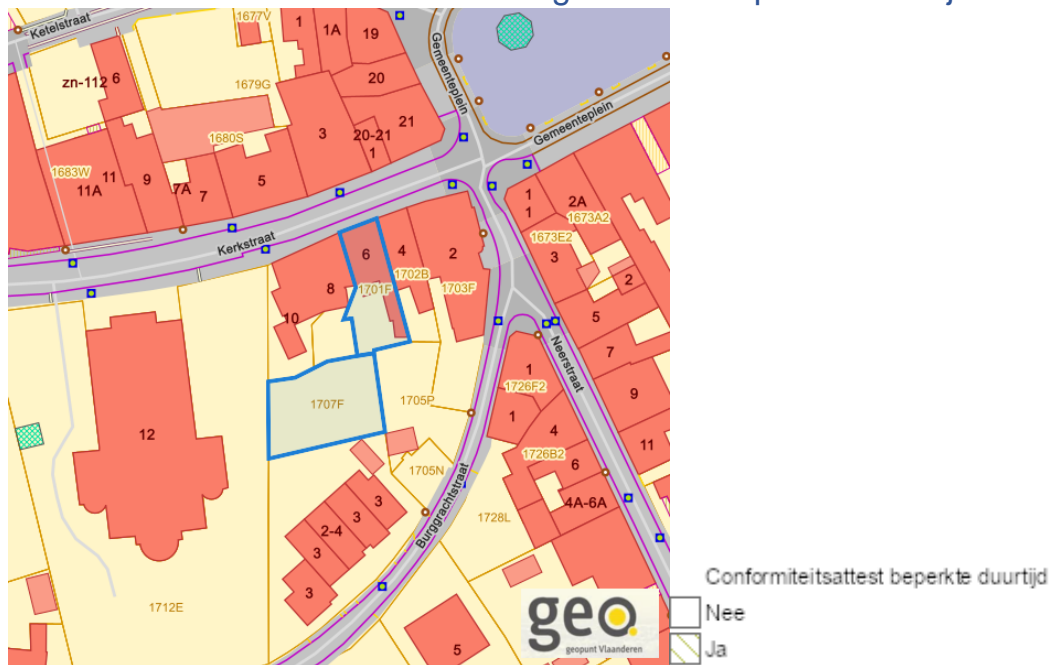 Ketelstraat
1677V
1
1A
19
Gemeenteplein
zn-112
6
1679G
20
1680S
3
20-21
1
21
Gemeenteplein
1683W
11A
11
9
7A
7
5
Kerkstraat
1
1
2A
1673A2
1673E2
3
2
6
4
1702B
2
1701F
1703F
8
10
5
7
Neerstraat
1
1726F2
1
9
1707F
1705P
12
4
11
1726B2
6
1705N
4A-6A
Burggrachtstraat
1728L
2-4
3
3
3
3
1712E
5
geo.
geopunt Vlaanderen
Conformiteitsattest beperkte duurtijd
Nee
Ja